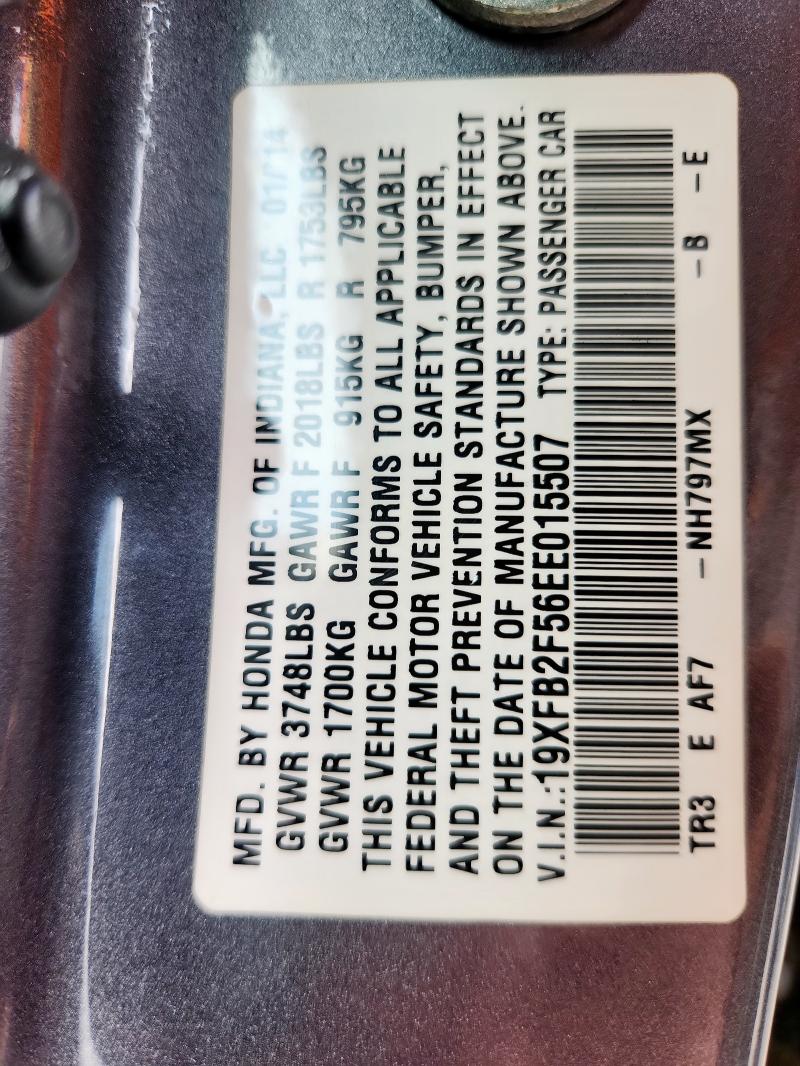 MFD. BY HONDA MFG. OF INDIANA, LLC 01/14
GVWR 3748LBS GAWR F 2018LBS R 1753LBS
GVWR 1700KG GAWR F 915KG R 795KG
THIS VEHICLE CONFORMS TO ALL APPLICABLE
FEDERAL MOTOR VEHICLE SAFETY, BUMPER,
AND THEFT PREVENTION STANDARDS IN EFFECT
ON THE DATE OF MANUFACTURE SHOWN ABOVE.
V.I.N.:19XFB2F56EE015507 TYPE: PASSENGER CAR
TR3 E AF7 -NH797MX -B -E